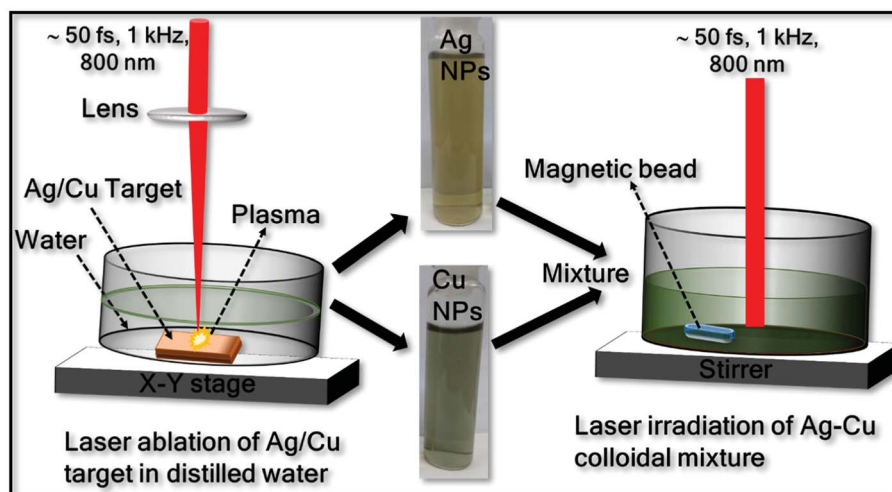 ~ 50 fs, 1 kHz,
800 nm
Lens
Ag/Cu Target
Water
Plasma
X-Y stage
Laser ablation of Ag/Cu
target in distilled water
Ag
NPs
Cu
NPs
Mixture
~ 50 fs, 1 kHz,
800 nm
Magnetic bead
Stirrer
Laser irradiation of Ag-Cu
colloidal mixture